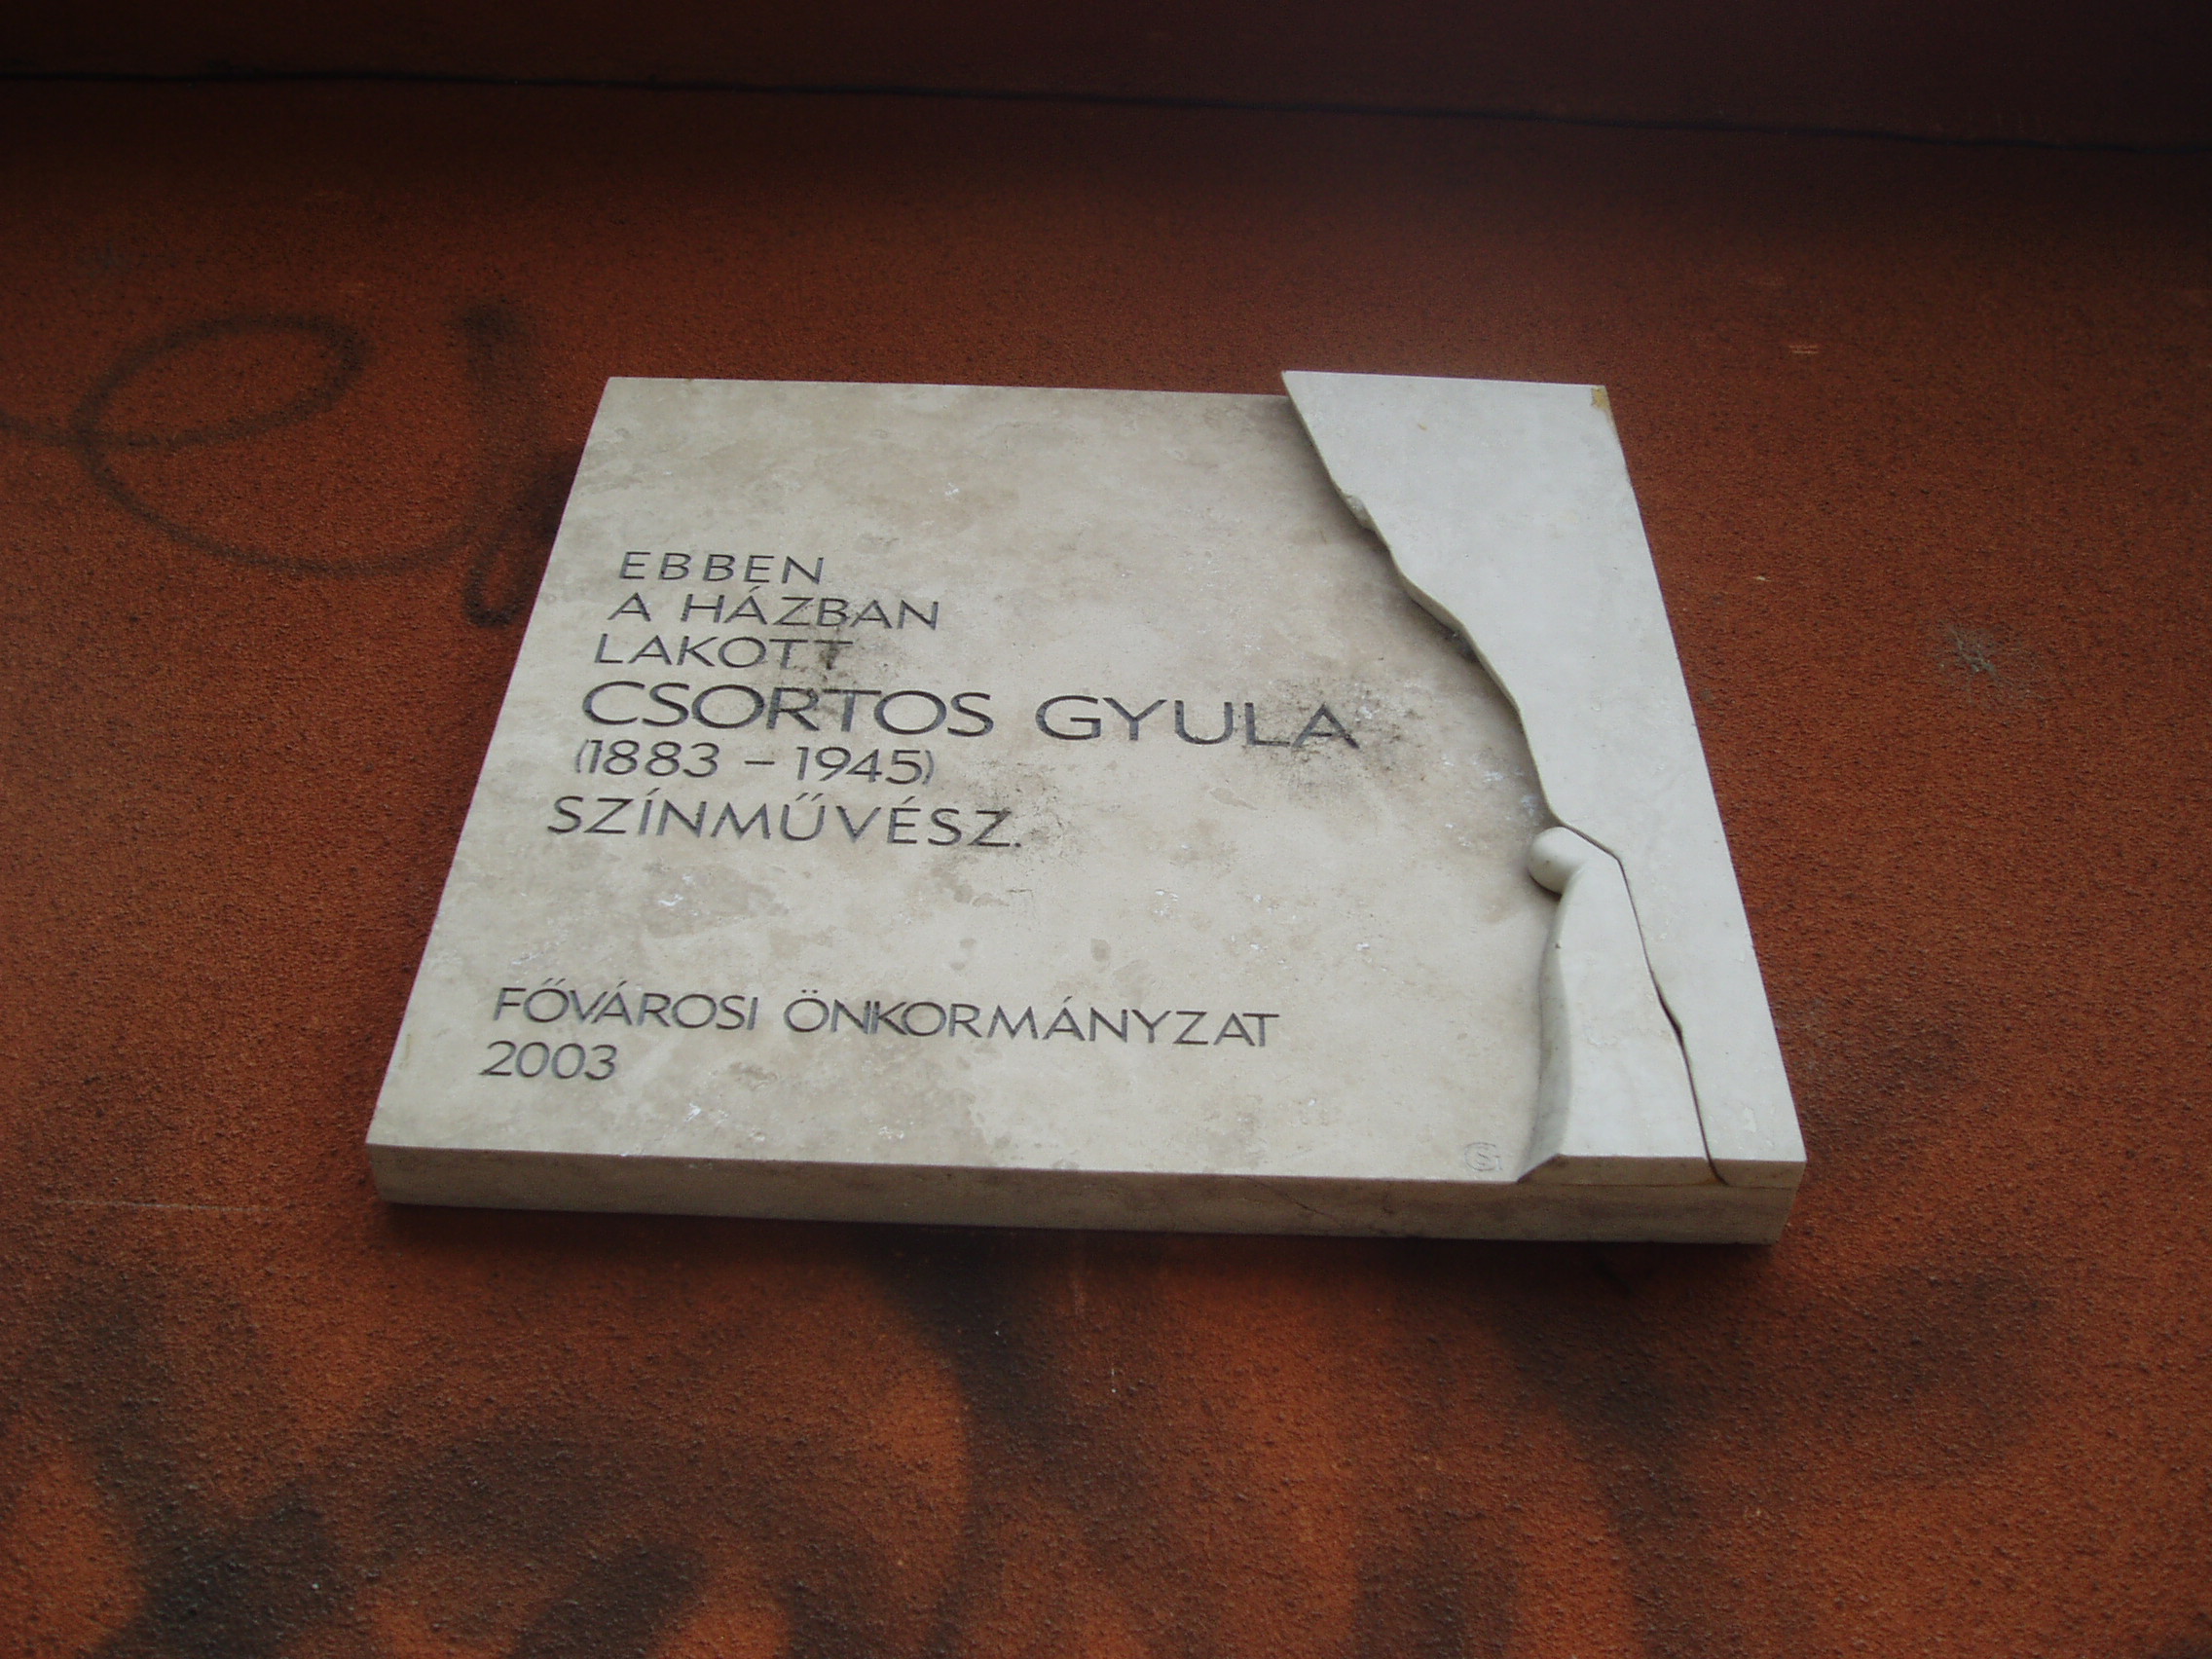 EBBEN
A HÁZBAN
LAKOTT
CSORTOS GYULA
(1883 – 1945)
SZÍNMŰVÉSZ.
FŐVÁROSI ÖNKORMÁNYZAT
2003